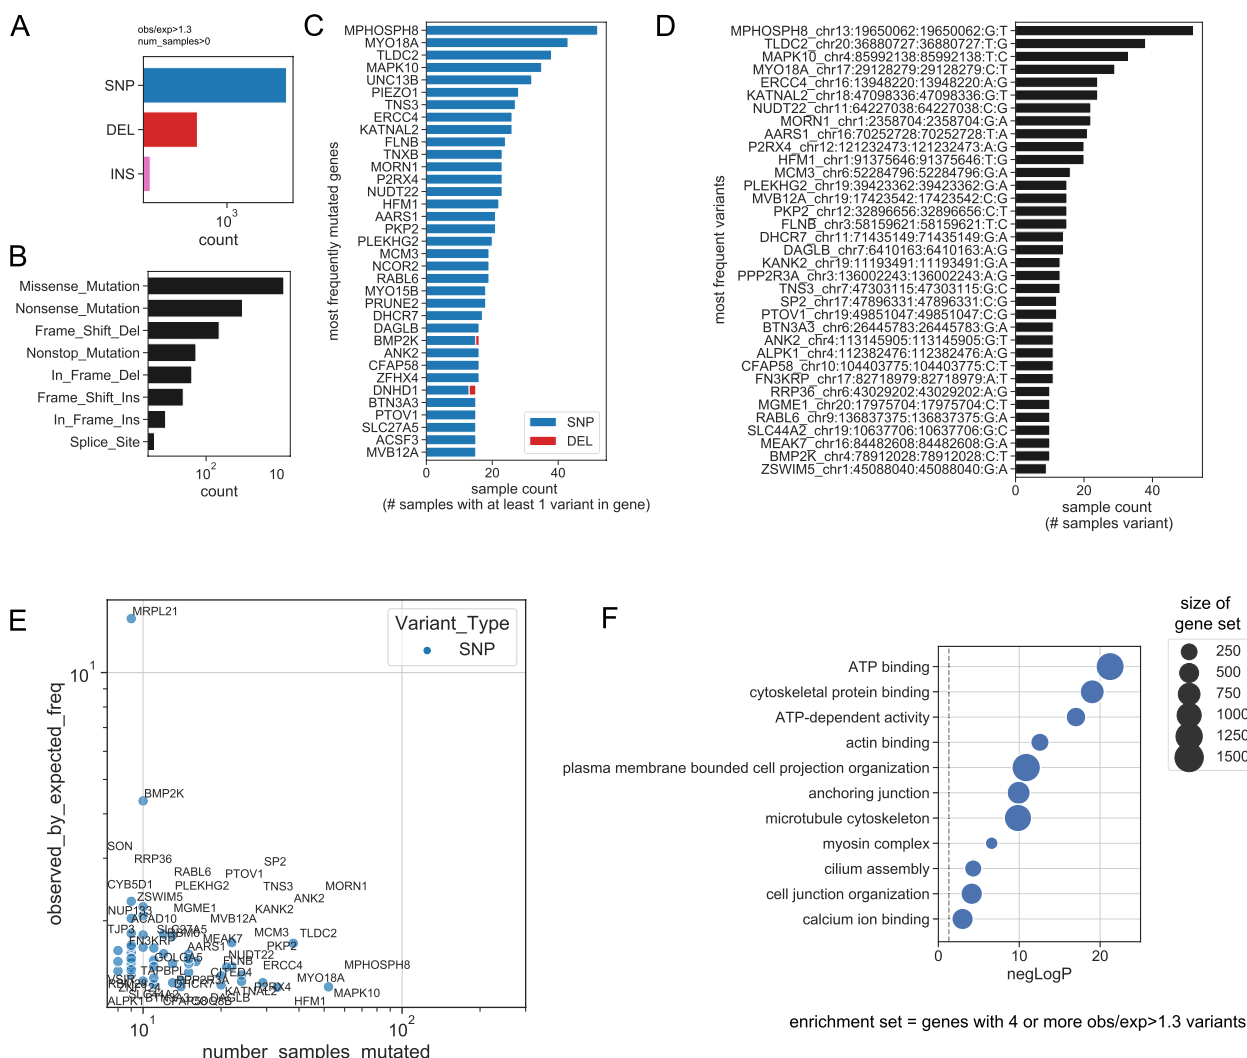 A
obs/exp>1.3
num_samples>0
SNP
DEL
INS
10^3
count
B
Missense_Mutation
Nonsense_Mutation
Frame_Shift_Del
Nonstop_Mutation
In_Frame_Del
Frame_Shift_Ins
In_Frame_Ins
Splice_Site
10^2
10
count
C
most frequently mutated genes
MPHOSPH8
MYO18A
TLDC2
MAPK10
UNC13B
PIEZO1
TNS3
ERCC4
KATNAL2
FLNB
TNXB
MORN1
P2RX4
NUDT22
HFM1
AARS1
PKP2
PLEKHG2
MCM3
NCOR2
RABL6
MYO15B
PRUNE2
DHCR7
DAGLB
BMP2K
ANK2
CFAP58
ZFHX4
DNHD1
BTN3A3
PTOV1
SLC27A5
ACSF3
MVB12A
SNP
DEL
0 20 40
sample count
(# samples with at least 1 variant in gene)
D
most frequent variants
MPHOSPH8_chr13:19650062:19650062:G:T
TLDC2_chr20:36880727:36880727:T:G
MAPK10_chr4:85992138:85992138:T:C
MYO18A_chr17:29128279:29128279:C:T
ERCC4_chr16:13948220:13948220:A:G
KATNAL2_chr18:47098336:47098336:G:T
NUDT22_chr11:64227038:64227038:C:G
MORN1_chr1:2358704:2358704:G:A
AARS1_chr16:70252728:70252728:T:A
P2RX4_chr12:121232473:121232473:A:G
HFM1_chr1:91375646:91375646:T:G
MCM3_chr6:52284796:52284796:G:A
PLEKHG2_chr19:39423362:39423362:G:A
MVB12A_chr19:17423542:17423542:C:G
PKP2_chr12:32896656:32896656:C:T
FLNB_chr3:58159621:58159621:T:C
DHCR7_chr11:71435149:71435149:G:A
DAGLB_chr7:6410163:6410163:A:G
KANK2_chr19:11193491:11193491:G:A
PPP2R3A_chr3:136002243:136002243:A:G
TNS3_chr7:47303115:47303115:G:C
SP2_chr17:47896331:47896331:C:G
PTOV1_chr19:49851047:49851047:C:G
BTN3A3_chr6:26445783:26445783:G:A
ANK2_chr4:113145905:113145905:G:T
ALPK1_chr4:112382476:112382476:A:G
CFAP58_chr10:104403775:104403775:C:T
FN3KRP_chr17:82718979:82718979:A:T
RRP36_chr6:43029202:43029202:A:G
MGME1_chr20:17975704:17975704:C:T
RABL6_chr9:136837375:136837375:G:A
SLC44A2_chr19:10637706:10637706:G:C
MEAK7_chr16:84482608:84482608:G:A
BMP2K_chr4:78912028:78912028:C:T
ZSWIM5_chr1:45088040:45088040:G:A
0 20 40
sample count
(# samples variant)
E
observed_by_expected_freq
10^1
Variant_Type
SNP
MRPL21
BMP2K
SON
RRP36
SP2
RABL6
PTOV1
CYB5D1
PLEKHG2
TNS3
MORN1
ZSWIM5
ANK2
NUP133
MGME1
KANK2
ACAD10
MVB12A
TJP3
SLC27A5
MCM3
TLDC2
FN3KRP
MEAK7
AARS1
PKP2
GOLGA5
NUDT22
FLNB
ERCC4
MPHOSPH8
TAPBPL
CITED4
PPP2R3A
MYO18A
DHCR7
KATNAL2
P2RX4
MAPK10
SLC44A2
DAGLB
ALPK1
BTN3A3
CFAP58
HFM1
10^1 10^2
number_samples_mutated
F
size of
gene set
250
500
750
1000
1250
1500
ATP binding
cytoskeletal protein binding
ATP-dependent activity
actin binding
plasma membrane bounded cell projection organization
anchoring junction
microtubule cytoskeleton
myosin complex
cilium assembly
cell junction organization
calcium ion binding
0 10 20
negLogP
enrichment set = genes with 4 or more obs/exp>1.3 variants